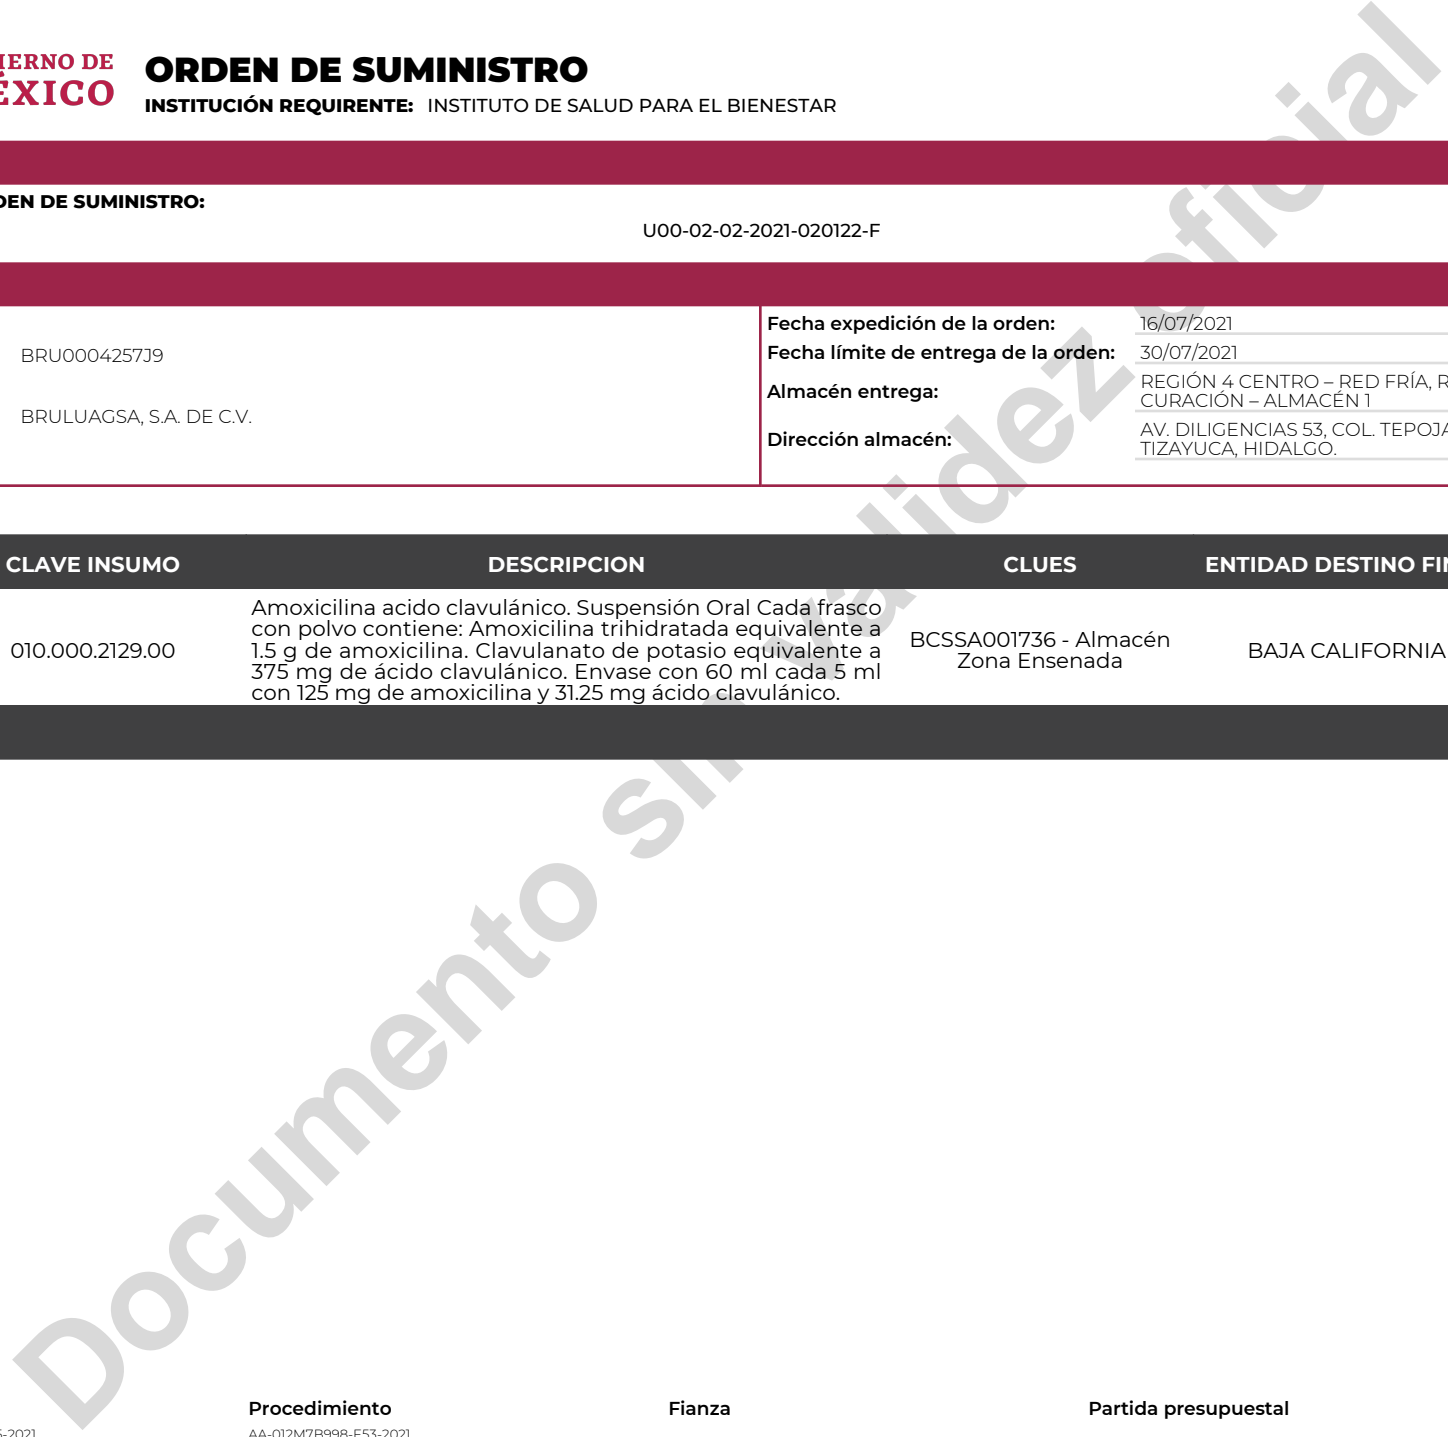 ORDEN DE SUMINISTRO
INSTITUCIÓN REQUIRENTE: INSTITUTO DE SALUD PARA EL BIENESTAR
DE SUMINISTRO:
U00-02-02-2021-020122-F
BRU0004257J9
BRULUAGSA, S.A. DE C.V.
Fecha expedición de la orden: 16/07/2021
Fecha límite de entrega de la orden: 30/07/2021
Almacén entrega: REGIÓN 4 CENTRO – RED FRÍA,
CURACIÓN – ALMACÉN 1
Dirección almacén: AV. DILIGENCIAS 53, COL.
TIZAYUCA, HIDALGO.
CLAVE INSUMO DESCRIPCION CLUES ENTIDAD DESTINO
010.000.2129.00
Amoxicilina acido clavulánico. Suspensión Oral Cada frasco
con polvo contiene: Amoxicilina trihidratada equivalente a
1.5 g de amoxicilina. Clavulanato de potasio equivalente a
375 mg de ácido clavulánico. Envase con 60 ml cada 5 ml
con 125 mg de amoxicilina y 31.25 mg ácido clavulánico.
BCSSA001736 - Almacén
Zona Ensenada
BAJA CALIFORNIA
Documento sin validez oficial
Procedimiento Fianza Partida presupuestal
AA-012M7B998-E53-2021